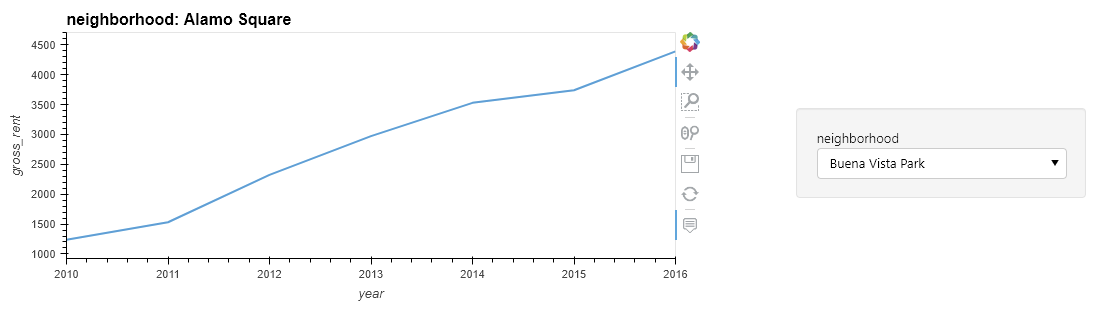 neighborhood: Alamo Square
4500
4000
3500
3000
2500
2000
1500
1000
gross_rent
2010 2011 2012 2013 2014 2015 2016
year
neighborhood
Buena Vista Park